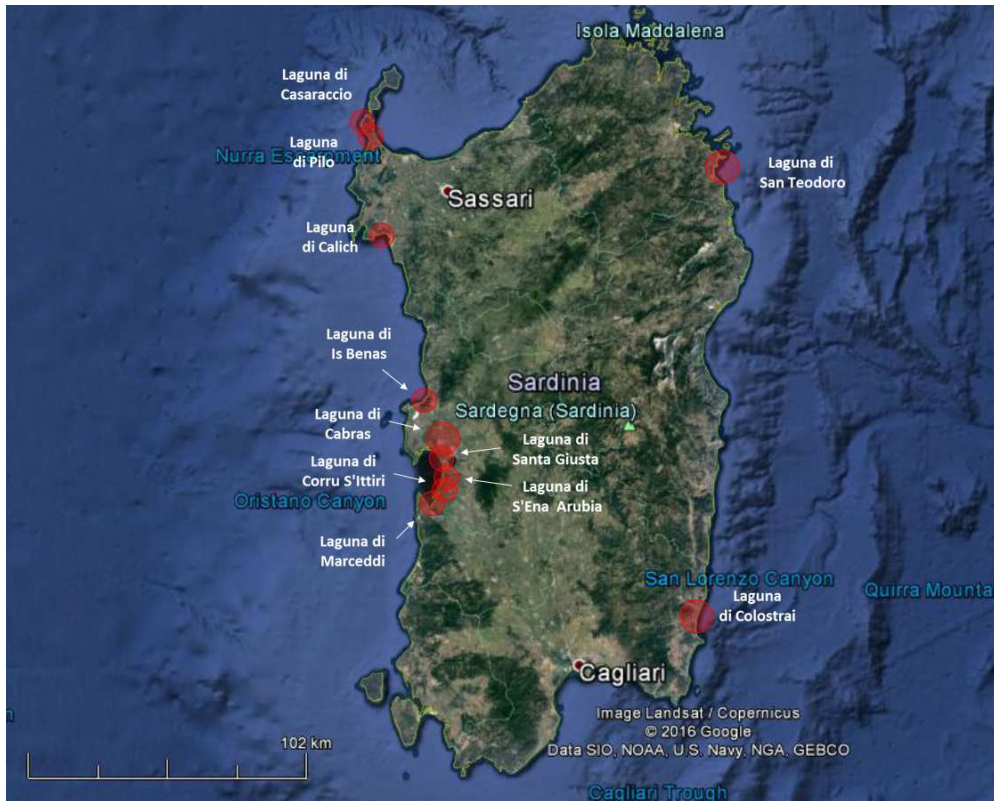 Isola Maddalena
Laguna di
Casaraccio
Laguna
di Pilo
Nurra Escarpment
Laguna di
San Teodoro
Sassari
Laguna
di Calich
Laguna di
Is Benas
Sardinia
Sardegna (Sardinia)
Laguna di
Cabras
Laguna di
Santa Giusta
Laguna di
Corru S'Ittiri
Laguna di
S'Ena Arubia
Oristano Canyon
Laguna di
Marceddi
San Lorenzo Canyon
Quirra Mounta
Laguna
di Colostrai
Cagliari
Image Landsat / Copernicus
© 2016 Google
Data SIO, NOAA, U.S. Navy, NGA, GEBCO
102 km
Cagliari Trough